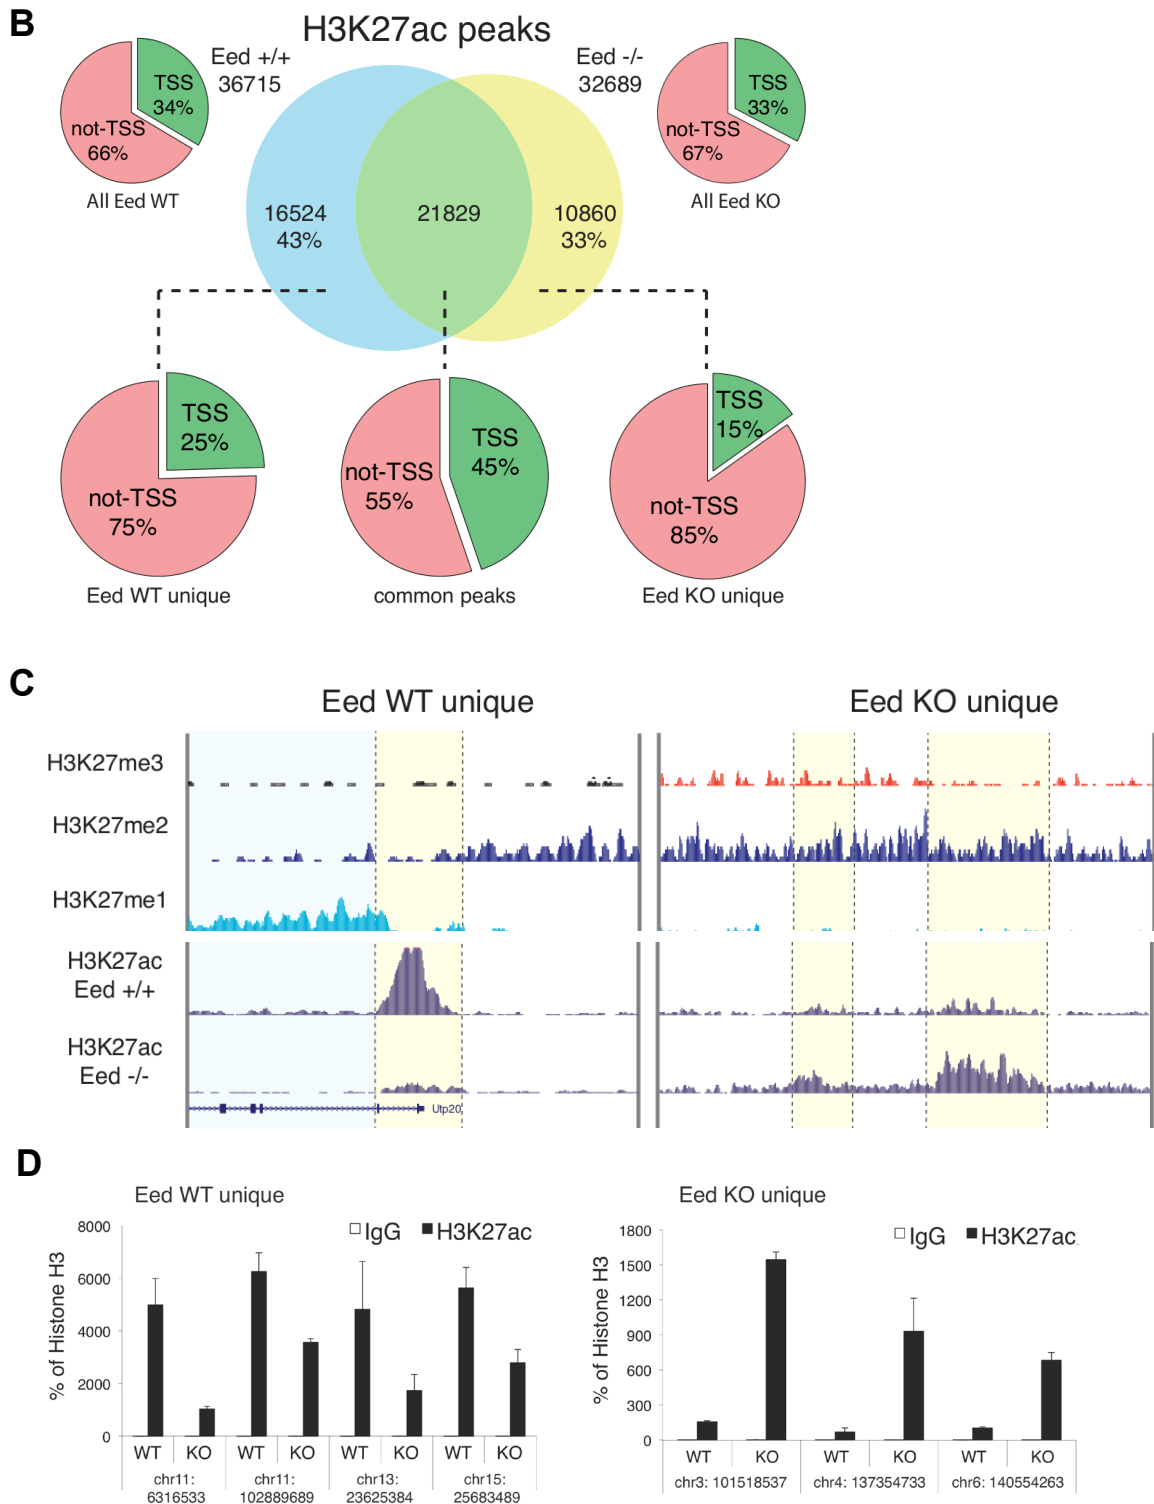 B
H3K27ac peaks
Eed +/+
36715
Eed -/-
32689
TSS
34%
not-TSS
66%
All Eed WT
TSS
33%
not-TSS
67%
All Eed KO
16524
43%
21829
10860
33%
TSS
25%
not-TSS
75%
Eed WT unique
TSS
45%
not-TSS
55%
common peaks
TSS
15%
not-TSS
85%
Eed KO unique
C
Eed WT unique
Eed KO unique
H3K27me3
H3K27me2
H3K27me1
H3K27ac
Eed +/+
H3K27ac
Eed -/-
Utp20
D
Eed WT unique
IgG H3K27ac
% of Histone H3
8000
6000
4000
2000
0
WT KO WT KO WT KO WT KO
chr11: chr11: chr13: chr15:
6316533 102889689 23625384 25683489
Eed KO unique
IgG H3K27ac
% of Histone H3
1800
1500
1200
900
600
300
0
WT KO WT KO WT KO
chr3: 101518537 chr4: 137354733 chr6: 140554263